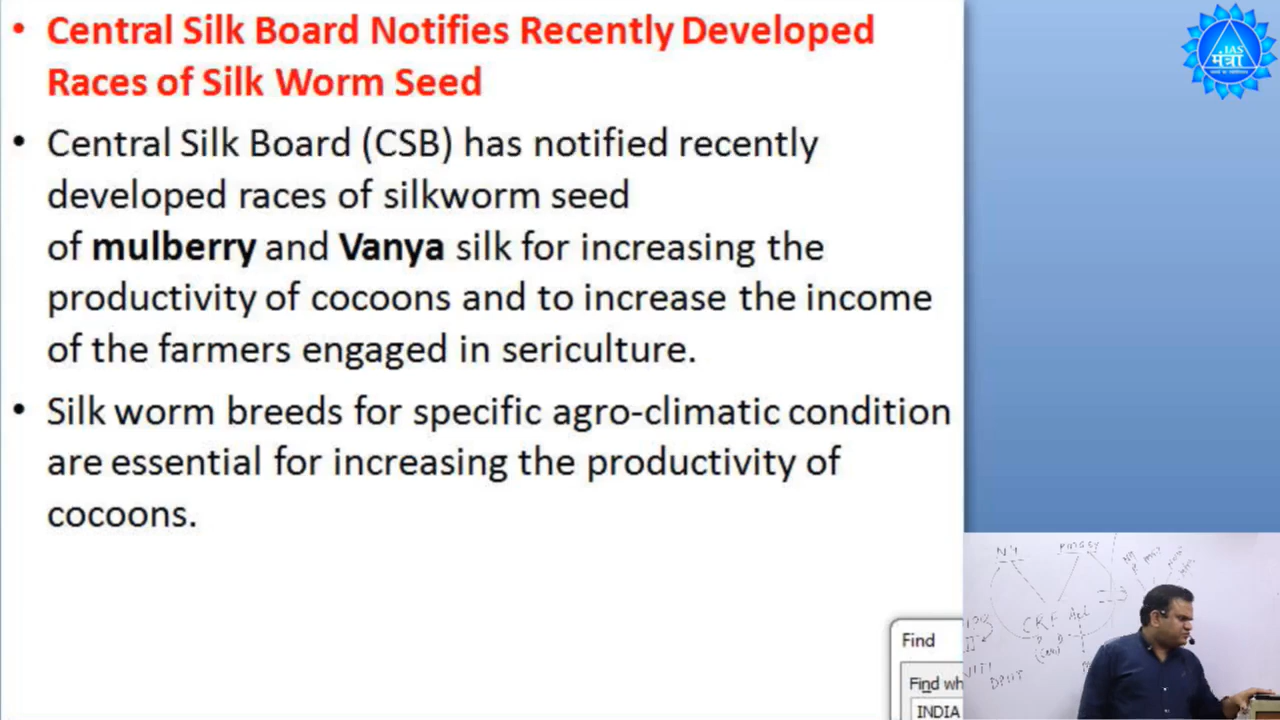 • Central Silk Board Notifies Recently Developed
Races of Silk Worm Seed
• Central Silk Board (CSB) has notified recently
developed races of silkworm seed
of mulberry and Vanya silk for increasing the
productivity of cocoons and to increase the income
of the farmers engaged in sericulture.
• Silk worm breeds for specific agro-climatic condition
are essential for increasing the productivity of
cocoons.
IAS
मंत्रा
Find
Find wh
INDIA
CRF